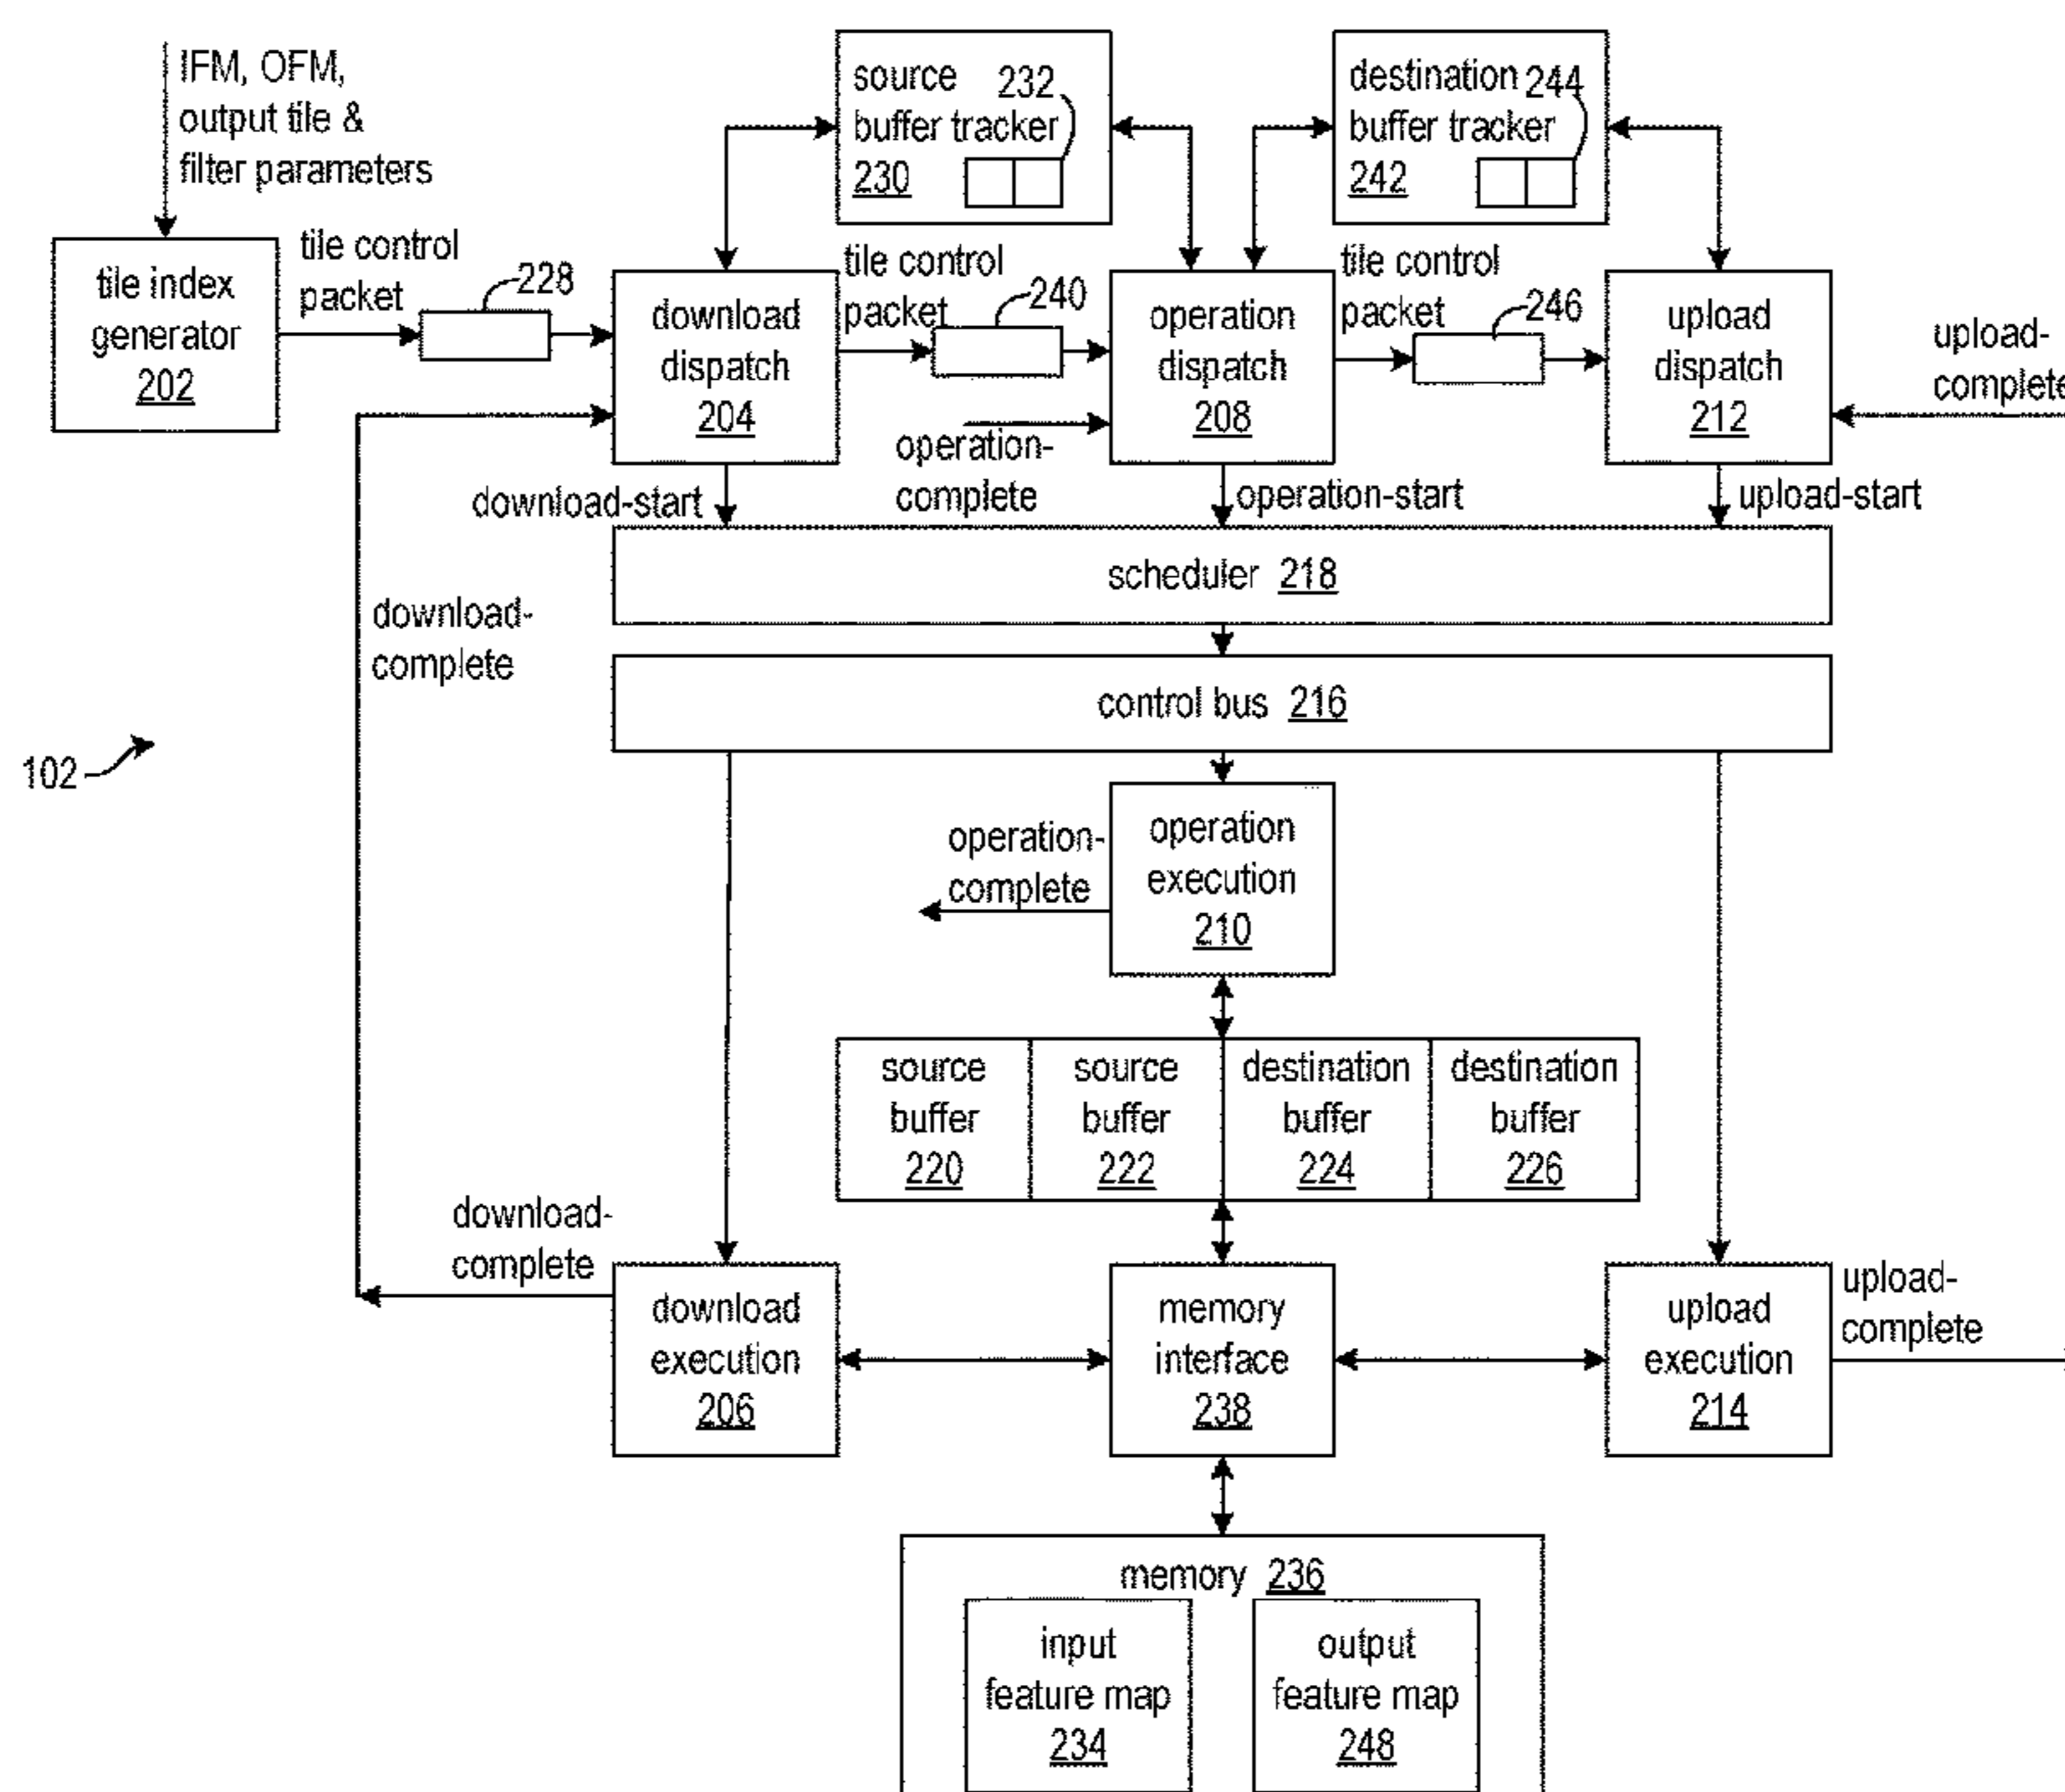 IFM, OFM,
output tile &
filter parameters
source 232
buffer tracker
230
destination 244
buffer tracker
242
tile index
generator
202
tile control
packet
228
download
dispatch
204
tile control
packet
240
operation
dispatch
208
tile control
packet
246
upload
dispatch
212
upload-
complete
operation-
complete
download-start
operation-start
upload-start
scheduler 218
download-
complete
control bus 216
102
operation-
complete
operation
execution
210
source
buffer
220
source
buffer
222
destination
buffer
224
destination
buffer
226
download-
complete
download
execution
206
memory
interface
238
upload
execution
214
upload-
complete
memory 236
input
feature map
234
output
feature map
248